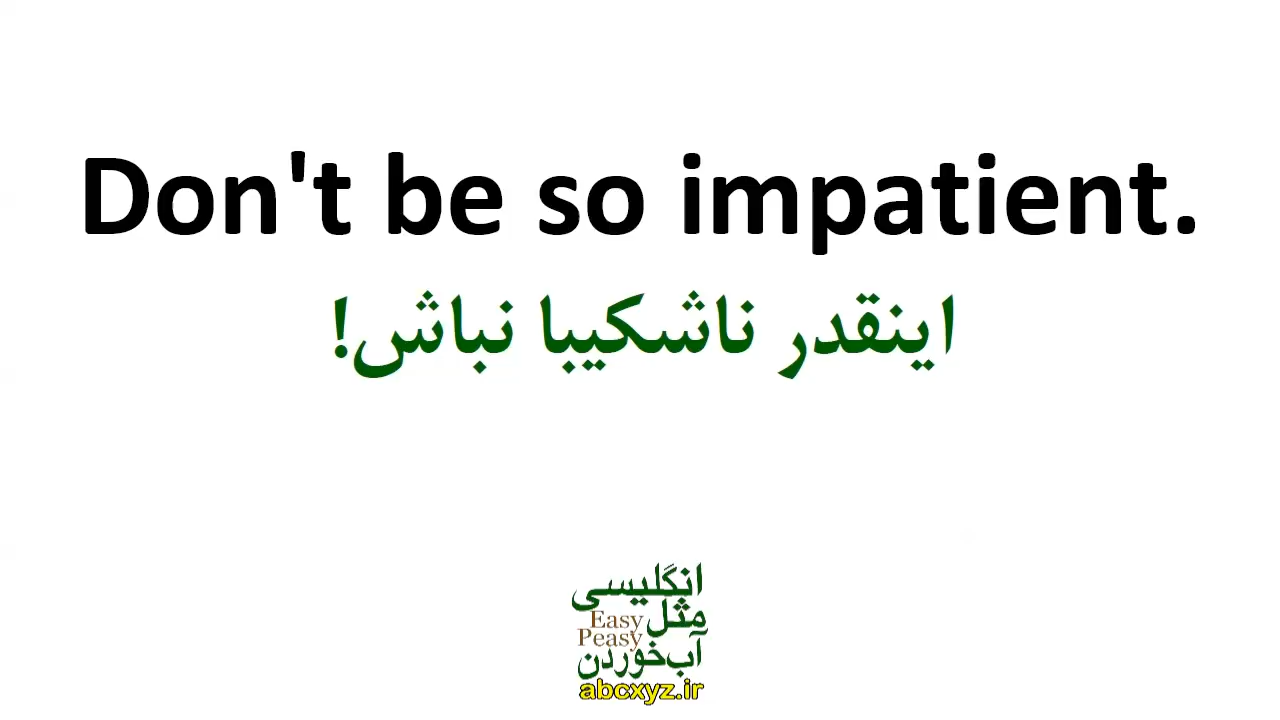 Don't be so impatient.
اینقدر ناشکیبا نباش!
انگلیسی
مثل
Easy
Peasy
آب‌خوردن
abcxyz.ir